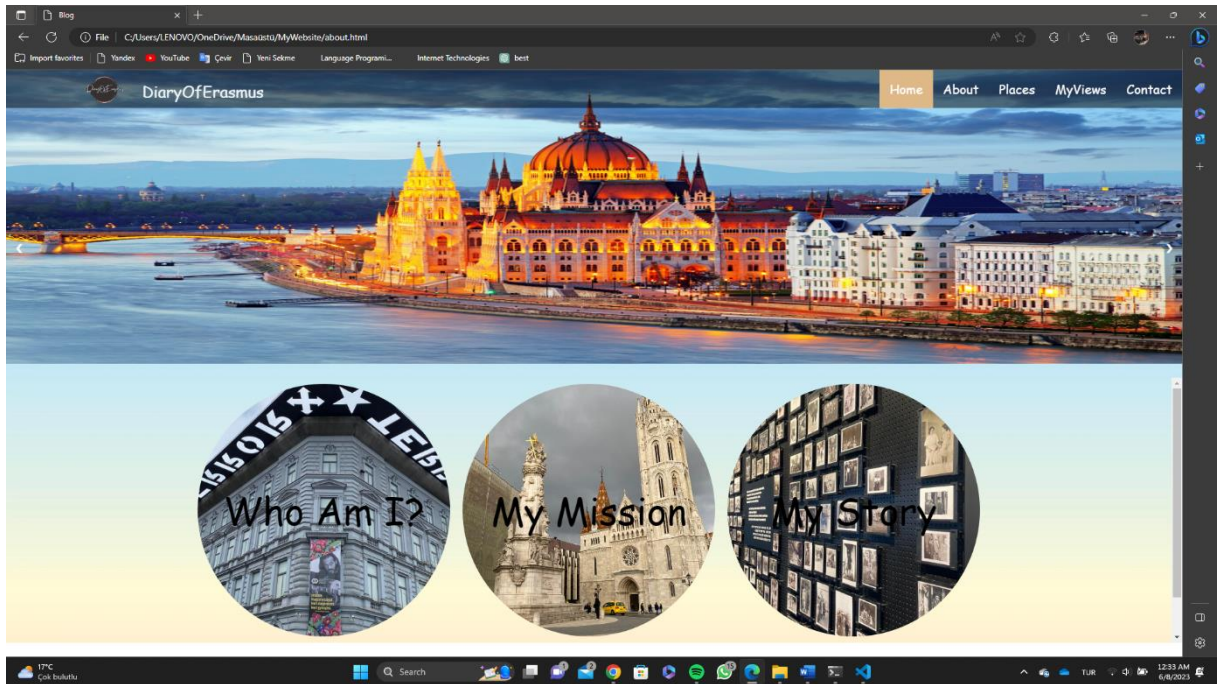 Blog
File C:/Users/LENOVO/OneDrive/Masaüstü/MyWebsite/about.html
Import favorites Yandex YouTube Çevir Yeni Sekme Language Programi... Internet Technologies best
DiaryOfErasmus Home About Places MyViews Contact
TERR
Who Am I?
My Mission
My Story
17°C
Çok bulutlu
Search
15
TUR
12:33 AM
6/8/2023